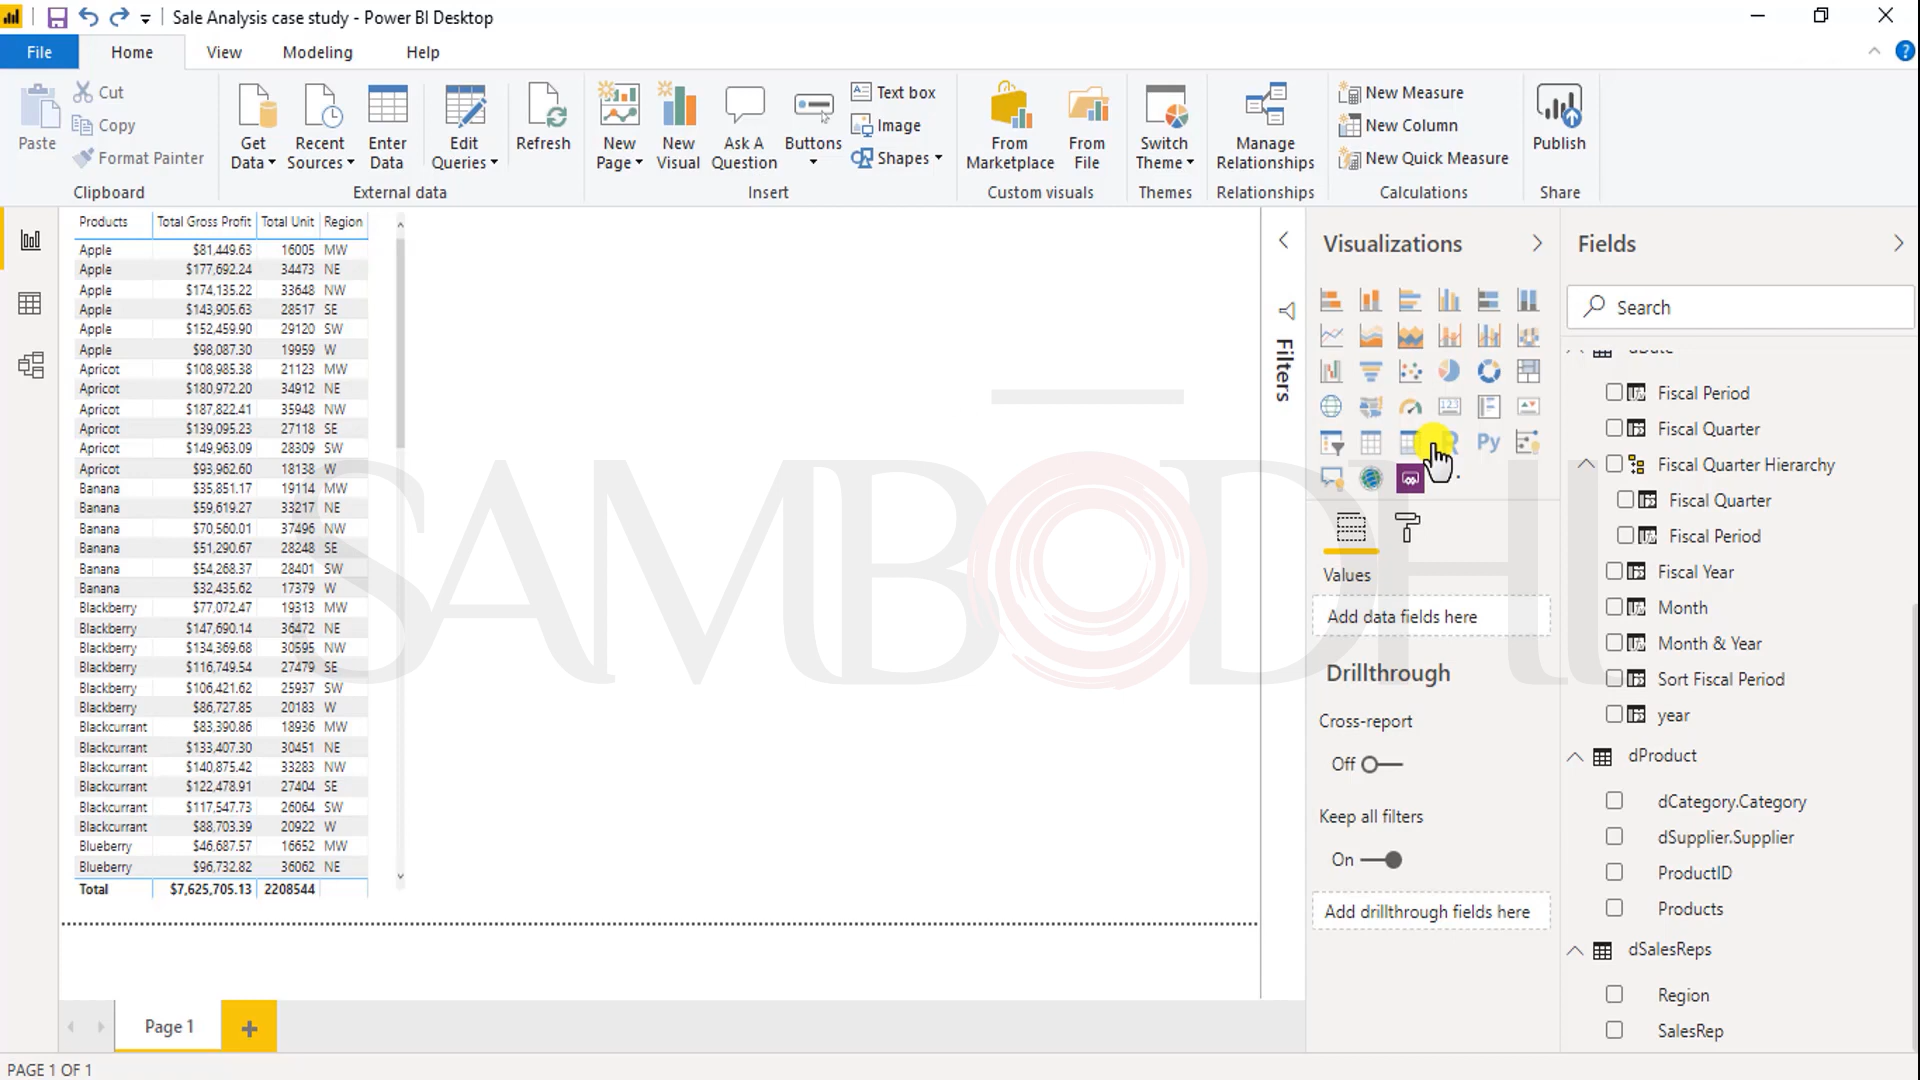 Sale Analysis case study - Power BI Desktop
File Home View Modeling Help
Paste
Cut
Copy
Format Painter
Clipboard
Get Data
Recent Sources
Enter Data
Edit Queries
External data
Refresh
New Page
New Visual
Ask A Question
Buttons
Text box
Image
Shapes
Insert
From Marketplace
From File
Custom visuals
Switch Theme
Themes
Manage Relationships
Relationships
New Measure
New Column
New Quick Measure
Calculations
Publish
Share
Products Total Gross Profit Total Unit Region
Apple $81,449.63 16005 MW
Apple $177,692.24 34473 NE
Apple $174,135.22 33648 NW
Apple $143,905.63 28517 SE
Apple $152,459.90 29120 SW
Apple $98,087.30 19959 W
Apricot $108,985.38 21123 MW
Apricot $180,972.20 34912 NE
Apricot $187,822.41 35948 NW
Apricot $139,095.23 27118 SE
Apricot $149,963.09 28309 SW
Apricot $93,962.60 18138 W
Banana $35,851.17 19114 MW
Banana $59,619.27 33217 NE
Banana $70,560.01 37496 NW
Banana $51,290.67 28248 SE
Banana $54,268.37 28401 SW
Banana $32,435.62 17379 W
Blackberry $77,072.47 19313 MW
Blackberry $147,690.14 36472 NE
Blackberry $134,369.68 30595 NW
Blackberry $116,749.54 27479 SE
Blackberry $106,421.62 25937 SW
Blackberry $86,727.85 20183 W
Blackcurrant $83,390.86 18936 MW
Blackcurrant $133,407.30 30451 NE
Blackcurrant $140,875.42 33283 NW
Blackcurrant $122,478.91 27404 SE
Blackcurrant $117,547.73 26064 SW
Blackcurrant $88,703.39 20922 W
Blueberry $46,687.57 16652 MW
Blueberry $96,732.82 36062 NE
Total $7,625,705.13 2208544
SAMBODHI
Filters
Visualizations
123
R Py
Values
Add data fields here
Drillthrough
Cross-report
Off
Keep all filters
On
Add drillthrough fields here
Fields
Search
dDate
Fiscal Period
Fiscal Quarter
Fiscal Quarter Hierarchy
Fiscal Quarter
Fiscal Period
Fiscal Year
Month
Month & Year
Sort Fiscal Period
year
dProduct
dCategory.Category
dSupplier.Supplier
ProductID
Products
dSalesReps
Region
SalesRep
Page 1
PAGE 1 OF 1